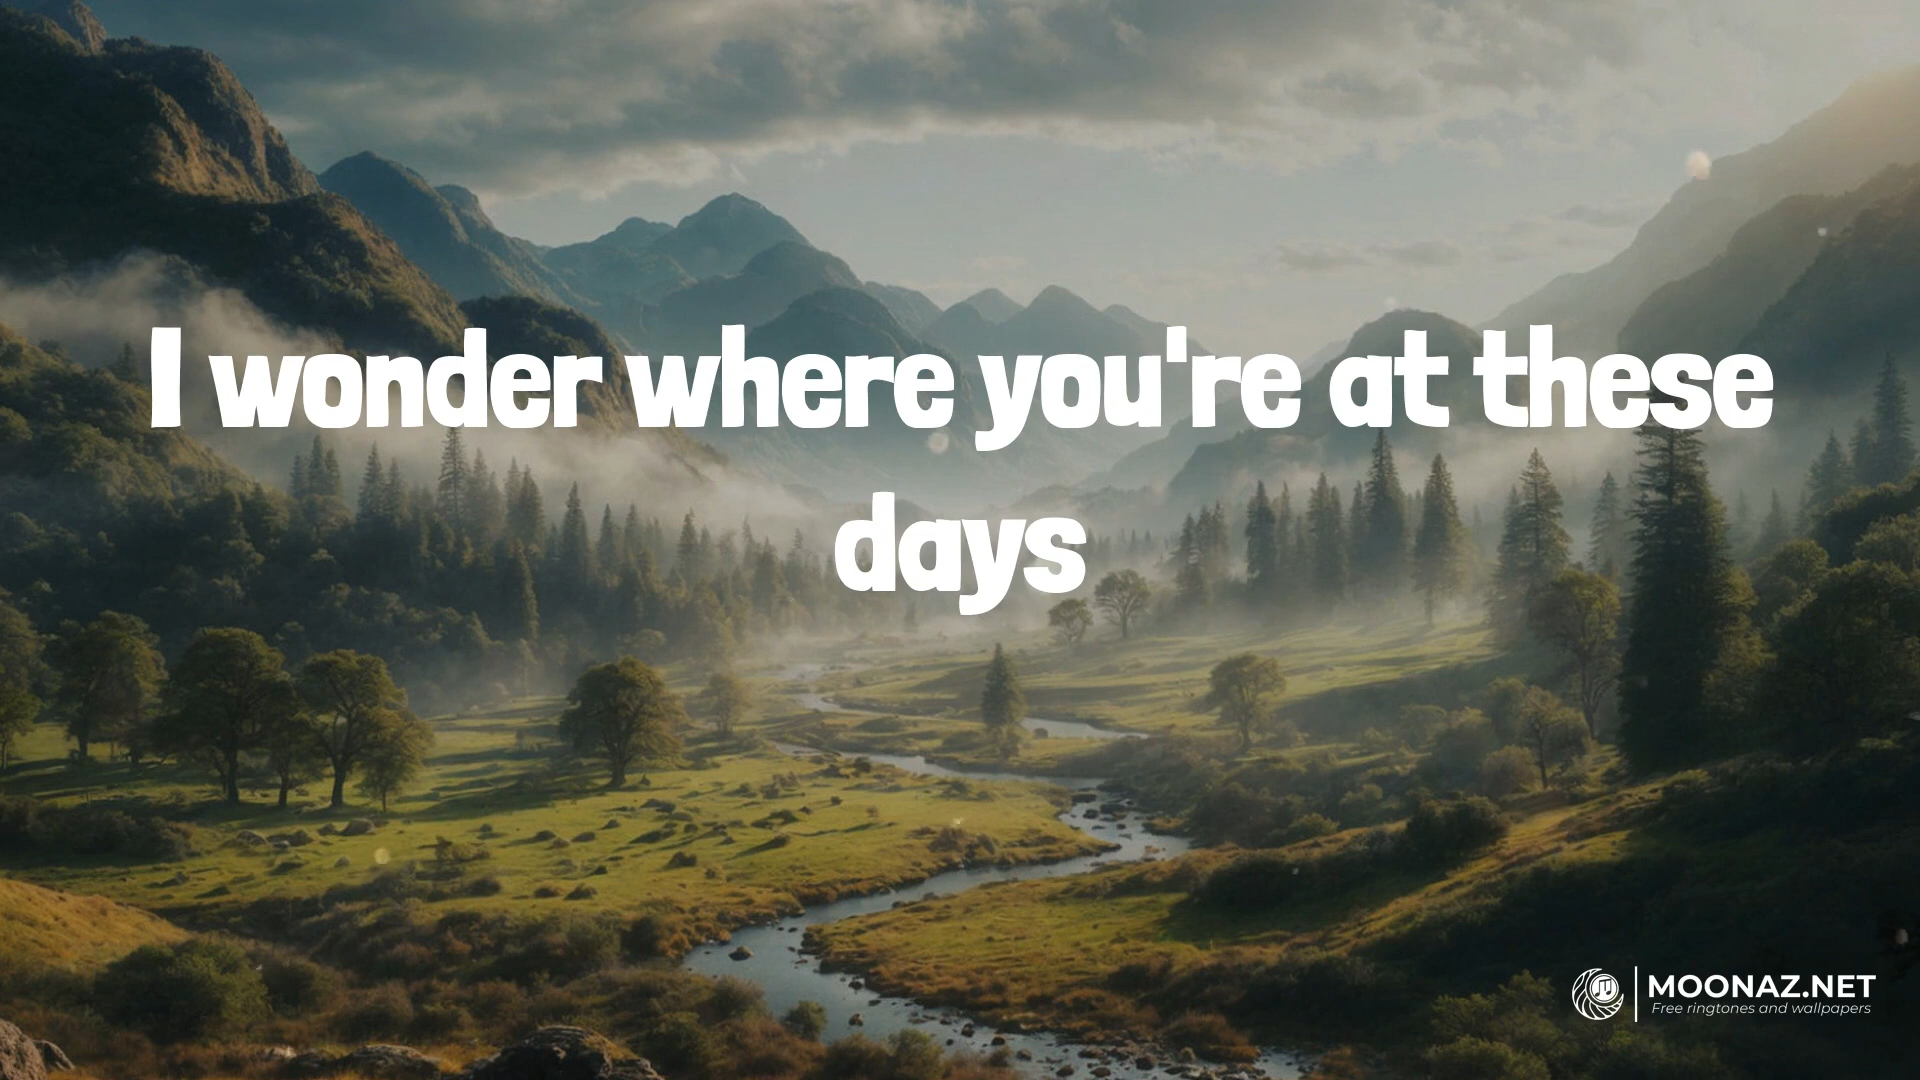 I wonder where you're at these
days
MOONAZ.NET
Free ringtones and wallpapers